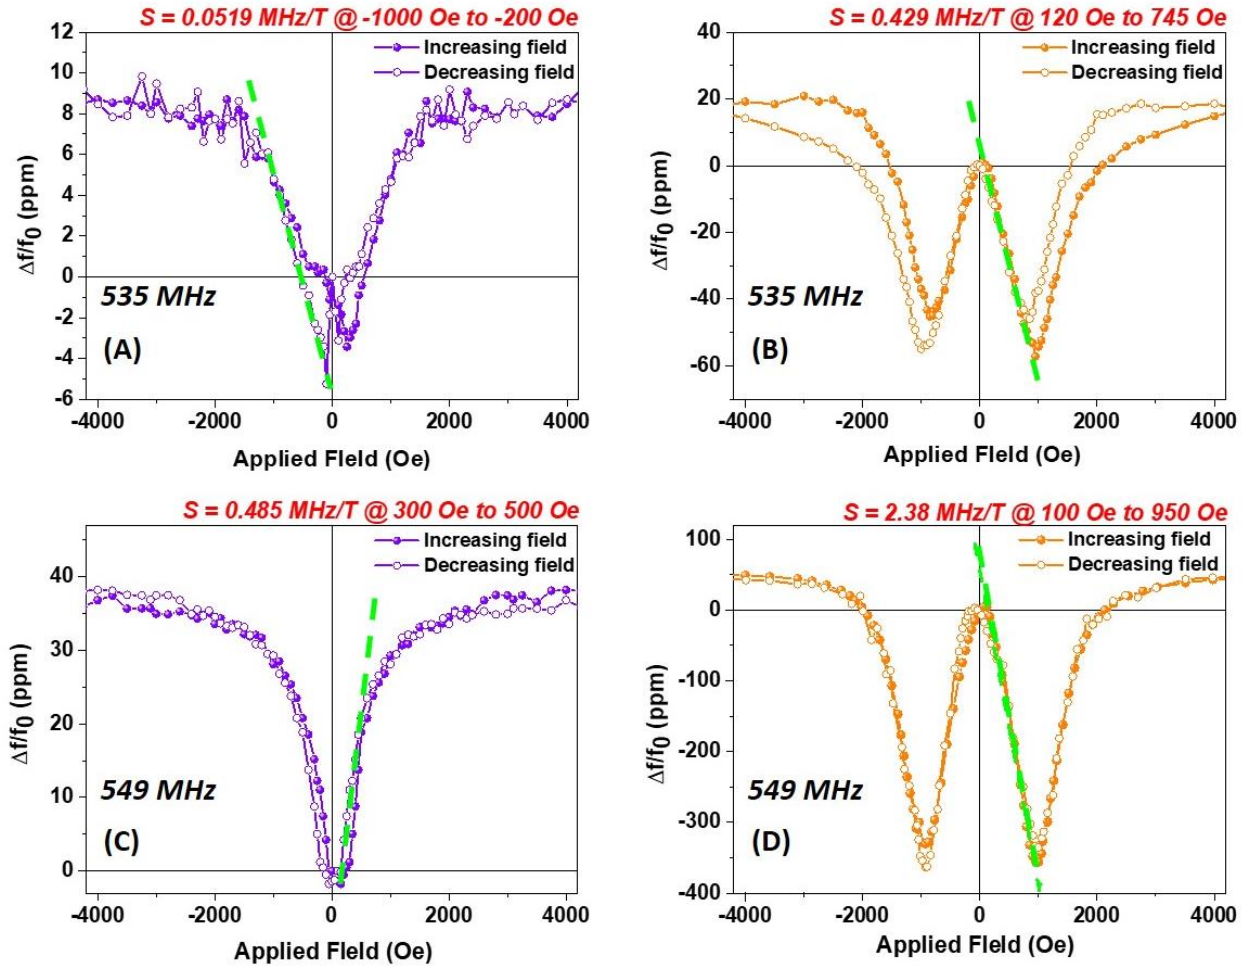 S = 0.0519 MHz/T @ -1000 Oe to -200 Oe
12
10
8
6
4
2
0
-2
-4
-6
Δf/f0 (ppm)
Increasing field
Decreasing field
535 MHz
(A)
-4000 -2000 0 2000 4000
Applied FIeld (Oe)
S = 0.429 MHz/T @ 120 Oe to 745 Oe
40
20
0
-20
-40
-60
Δf/f0 (ppm)
Increasing field
Decreasing field
535 MHz
(B)
-4000 -2000 0 2000 4000
Applied FIeld (Oe)
S = 0.485 MHz/T @ 300 Oe to 500 Oe
40
30
20
10
0
Δf/f0 (ppm)
Increasing field
Decreasing field
549 MHz
(C)
-4000 -2000 0 2000 4000
Applied FIeld (Oe)
S = 2.38 MHz/T @ 100 Oe to 950 Oe
100
0
-100
-200
-300
-400
Δf/f0 (ppm)
Increasing field
Decreasing field
549 MHz
(D)
-4000 -2000 0 2000 4000
Applied FIeld (Oe)